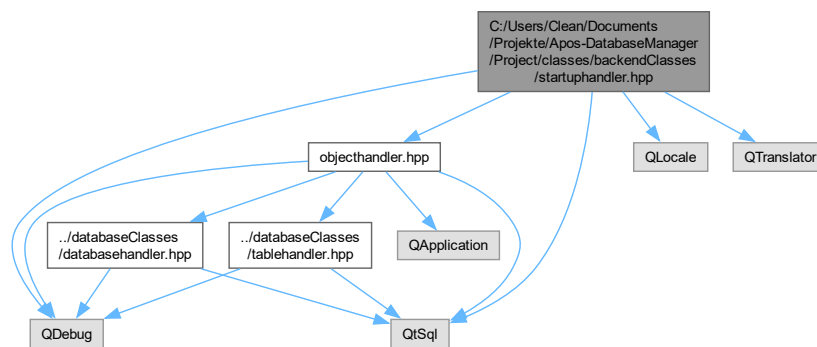 C:/Users/Clean/Documents
/Projekte/Apos-DatabaseManager
/Project/classes/backendClasses
/startuphandler.hpp
objecthandler.hpp
QLocale
QTranslator
../databaseClasses
/databasehandler.hpp
../databaseClasses
/tablehandler.hpp
QApplication
QDebug
QtSql